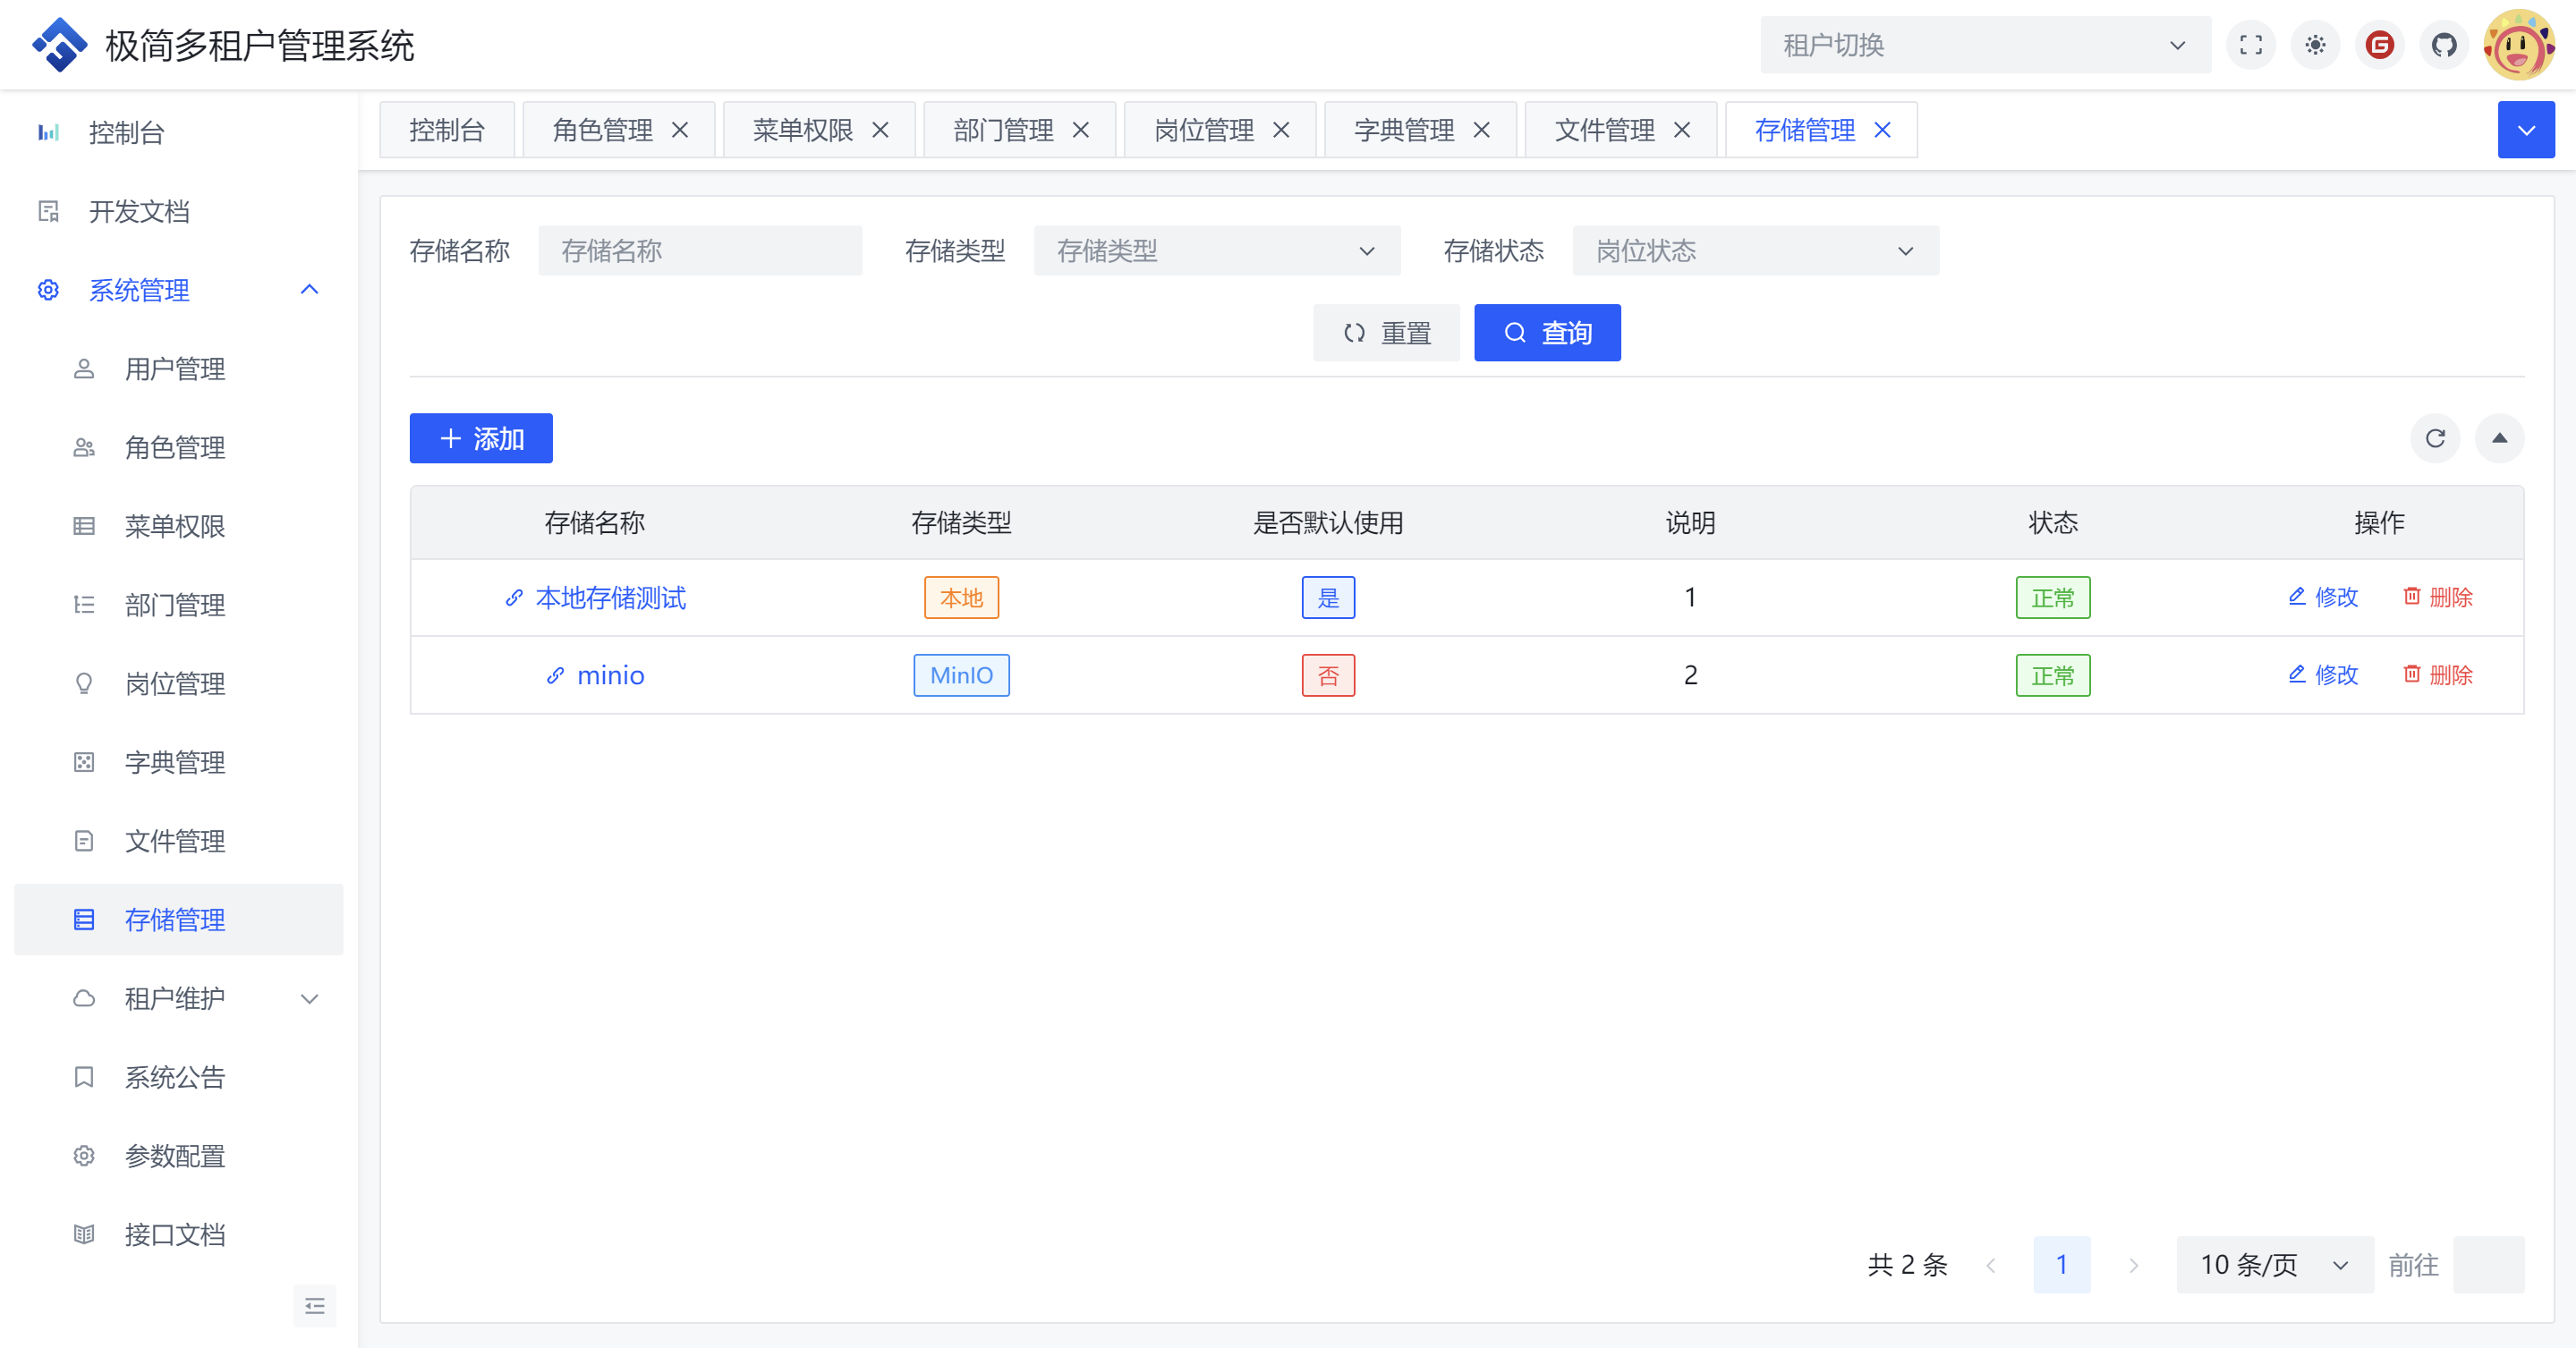 极简多租户管理系统
租户切换
控制台
开发文档
系统管理
用户管理
角色管理
菜单权限
部门管理
岗位管理
字典管理
文件管理
存储管理
租户维护
系统公告
参数配置
接口文档
控制台 角色管理 菜单权限 部门管理 岗位管理 字典管理 文件管理 存储管理
存储名称 存储名称 存储类型 存储类型 存储状态 岗位状态
重置 查询
添加
存储名称 存储类型 是否默认使用 说明 状态 操作
本地存储测试 本地 是 1 正常 修改 删除
minio MinIO 否 2 正常 修改 删除
共 2 条 1 10 条/页 前往